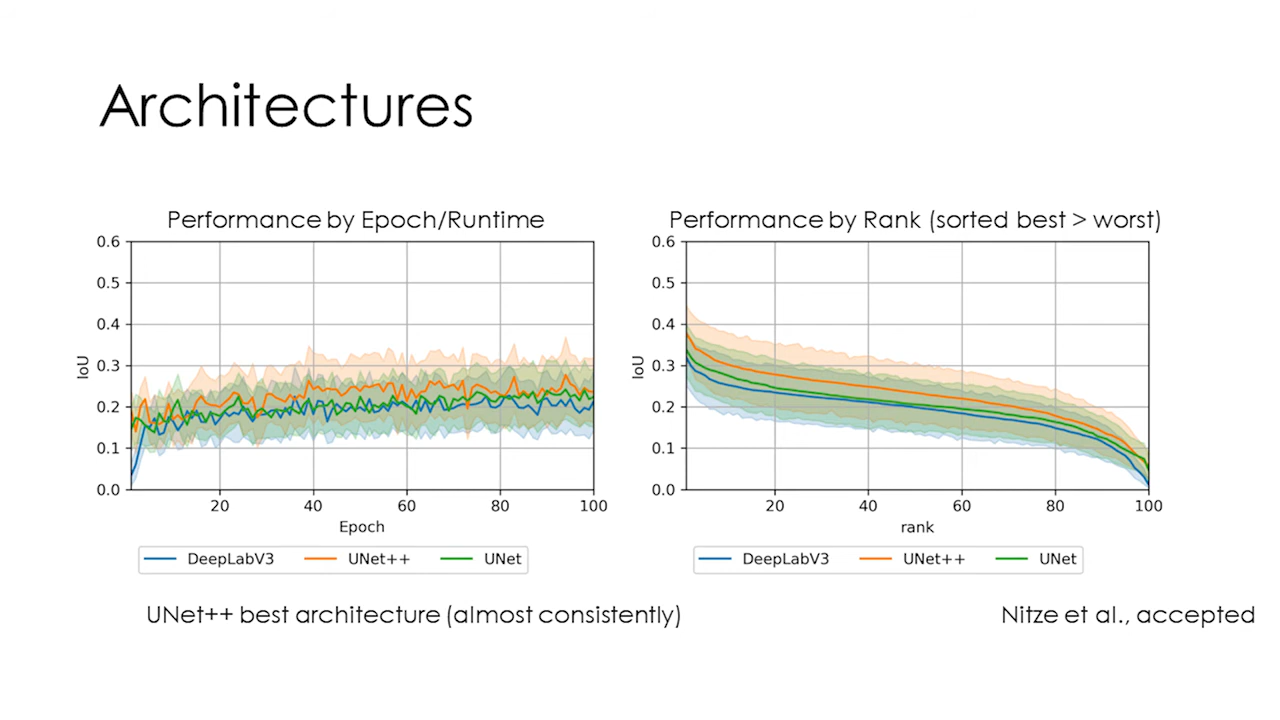 Architectures
Performance by Epoch/Runtime
0.6
0.5
0.4
0.3
0.2
0.1
0.0
IoU
20 40 60 80 100
Epoch
DeepLabV3 UNet++ UNet
Performance by Rank (sorted best > worst)
0.6
0.5
0.4
0.3
0.2
0.1
0.0
IoU
20 40 60 80 100
rank
DeepLabV3 UNet++ UNet
UNet++ best architecture (almost consistently)
Nitze et al., accepted